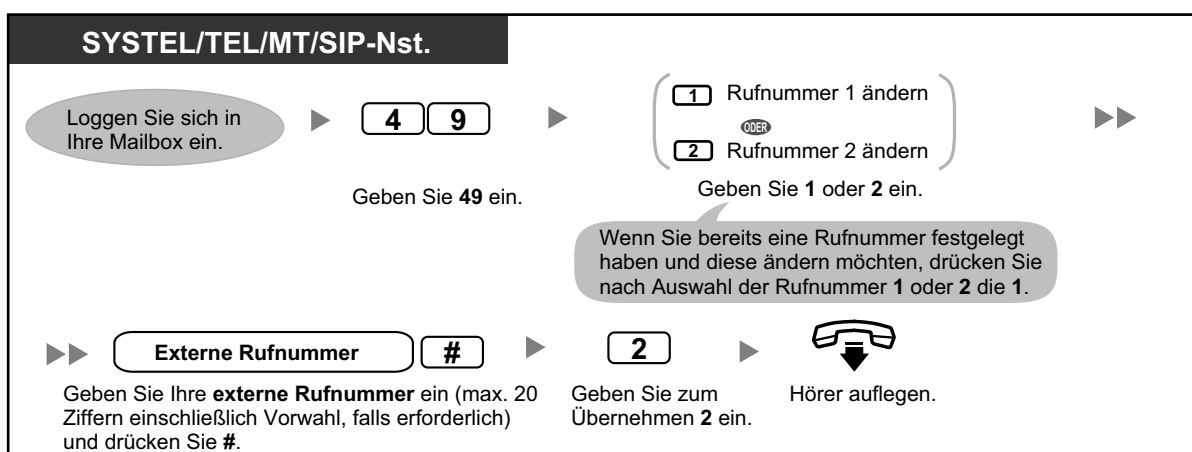 SYSTEL/TEL/MT/SIP-Nst.
Loggen Sie sich in
Ihre Mailbox ein.
4 9
Geben Sie 49 ein.
1 Rufnummer 1 ändern
ODER
2 Rufnummer 2 ändern
Geben Sie 1 oder 2 ein.
Wenn Sie bereits eine Rufnummer festgelegt
haben und diese ändern möchten, drücken Sie
nach Auswahl der Rufnummer 1 oder 2 die 1.
Externe Rufnummer #
Geben Sie Ihre externe Rufnummer ein (max. 20
Ziffern einschließlich Vorwahl, falls erforderlich)
und drücken Sie #.
2
Geben Sie zum
Übernehmen 2 ein.
Hörer auflegen.